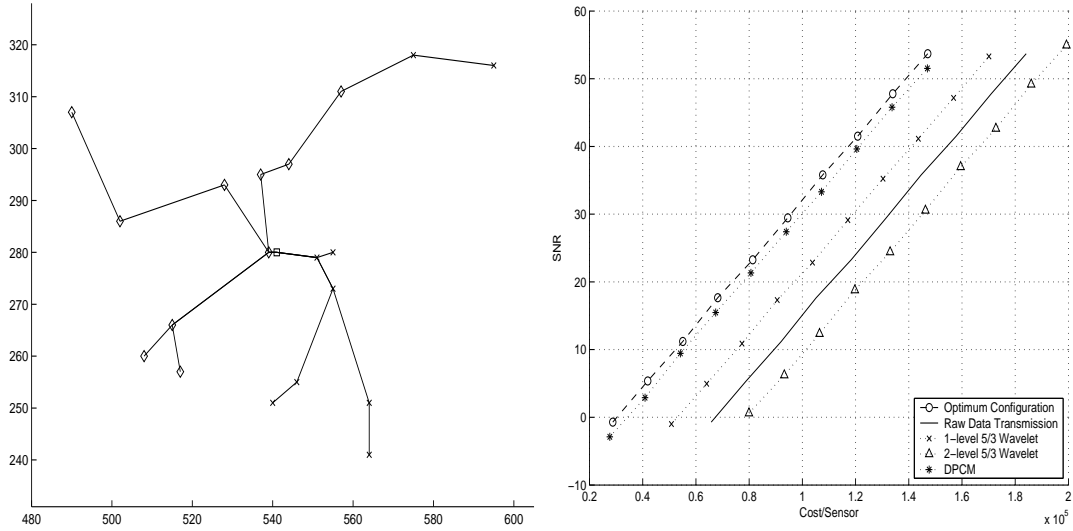 320
310
300
290
280
270
260
250
240
480 500 520 540 560 580 600
60
50
40
30
20
10
0
−10
SNR
0.2 0.4 0.6 0.8 1.0 1.2 1.4 1.6 1.8 2.0
Cost/Sensor
x 10^5
Optimum Configuration
Raw Data Transmission
1−level 5/3 Wavelet
2−level 5/3 Wavelet
DPCM